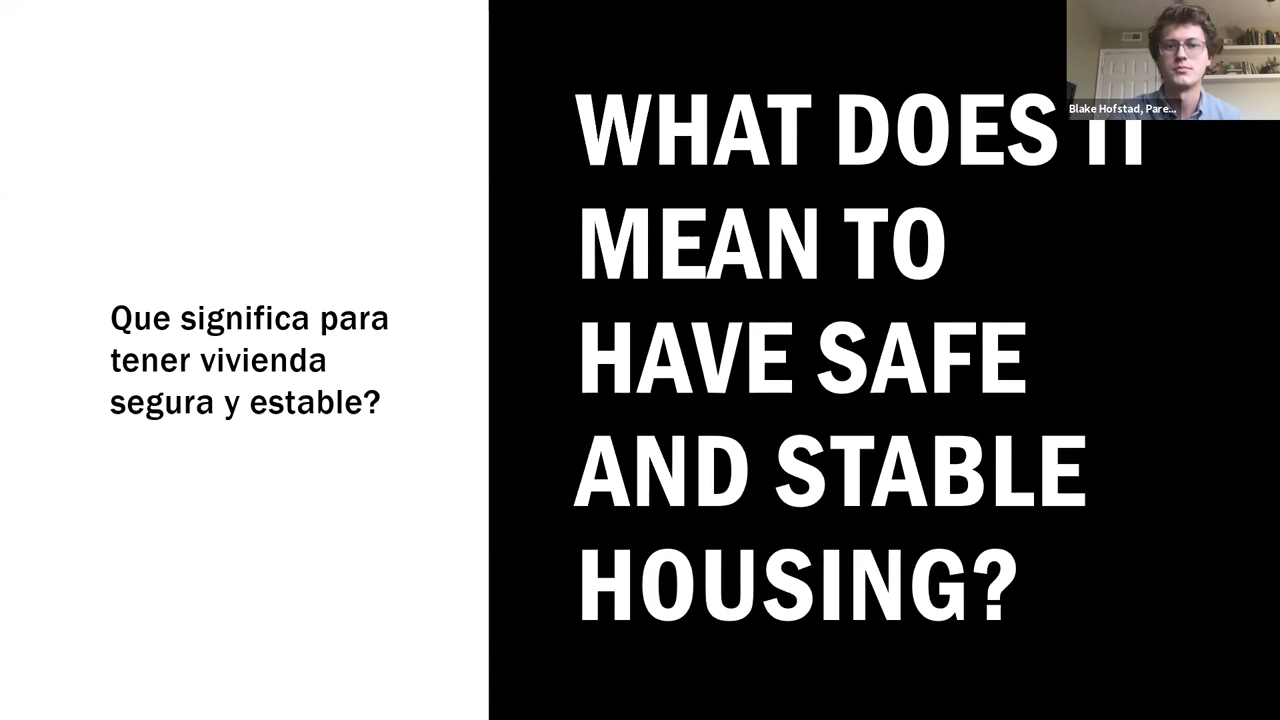 Que significa para
tener vivienda
segura y estable?
WHAT DOES IT
MEAN TO
HAVE SAFE
AND STABLE
HOUSING?
Blake Hofstad, Pare...